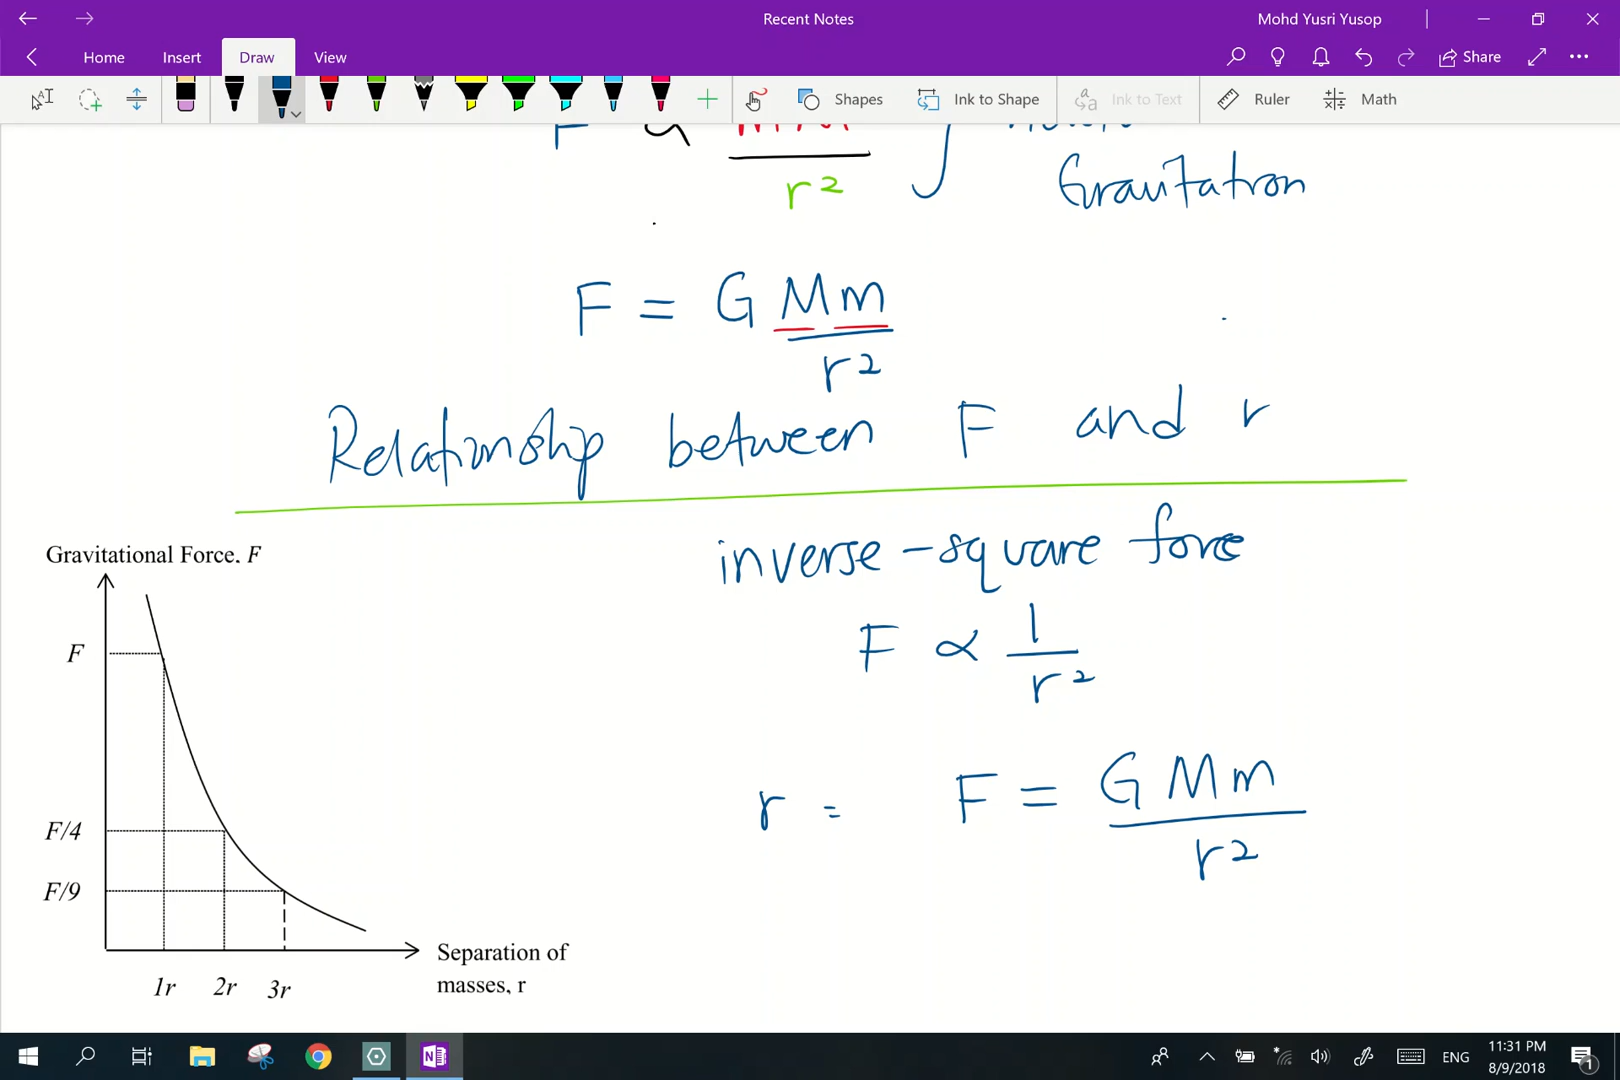 Recent Notes
Mohd Yusri Yusop
Home Insert Draw View
Share
Shapes
Ink to Shape
Ink to Text
Ruler
Math
F ∝
r²
Gravitation
F = G Mm
r²
Relationship between F and r
inverse-square force
F ∝ 1
r²
r = F = G Mm
r²
Gravitational Force, F
F
F/4
F/9
1r 2r 3r
Separation of
masses, r
ENG
11:31 PM
8/9/2018
1